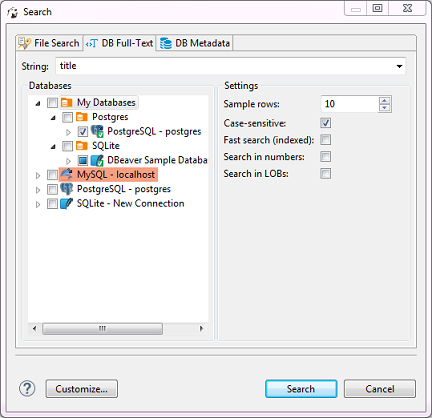 Search
File Search DB Full-Text DB Metadata
String: title
Databases
My Databases
Postgres
PostgreSQL - postgres
SQLite
DBeaver Sample Databa
MySQL - localhost
PostgreSQL - postgres
SQLite - New Connection
Settings
Sample rows: 10
Case-sensitive:
Fast search (indexed):
Search in numbers:
Search in LOBs:
? Customize... Search Cancel